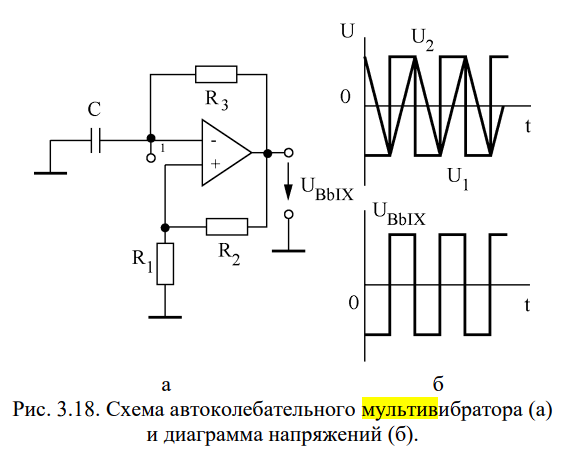 C
R3
1
-
+
UВЫХ
R1
R2
а
U
U2
0
t
U1
UВЫХ
0
t
б
Рис. 3.18. Схема автоколебательного мультивибратора (а)
и диаграмма напряжений (б).